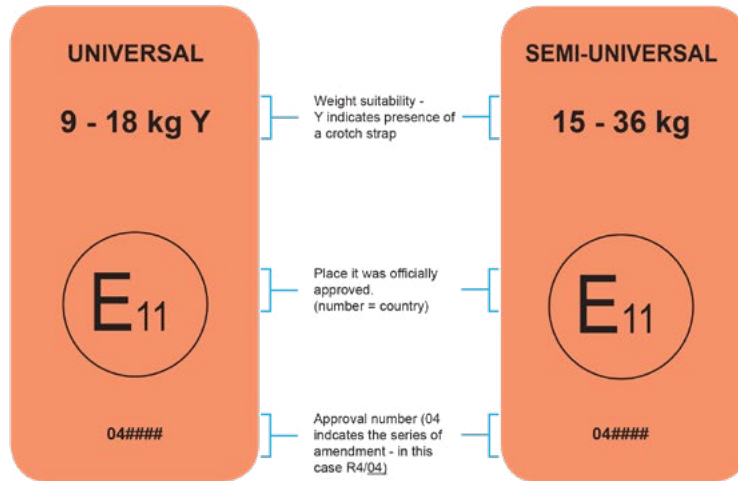 UNIVERSAL
9 - 18 kg Y
E11
04####
Weight suitability -
Y indicates presence of
a crotch strap
Place it was officially
approved.
(number = country)
Approval number (04
indcates the series of
amendment - in this
case R4/04)
SEMI-UNIVERSAL
15 - 36 kg
E11
04####